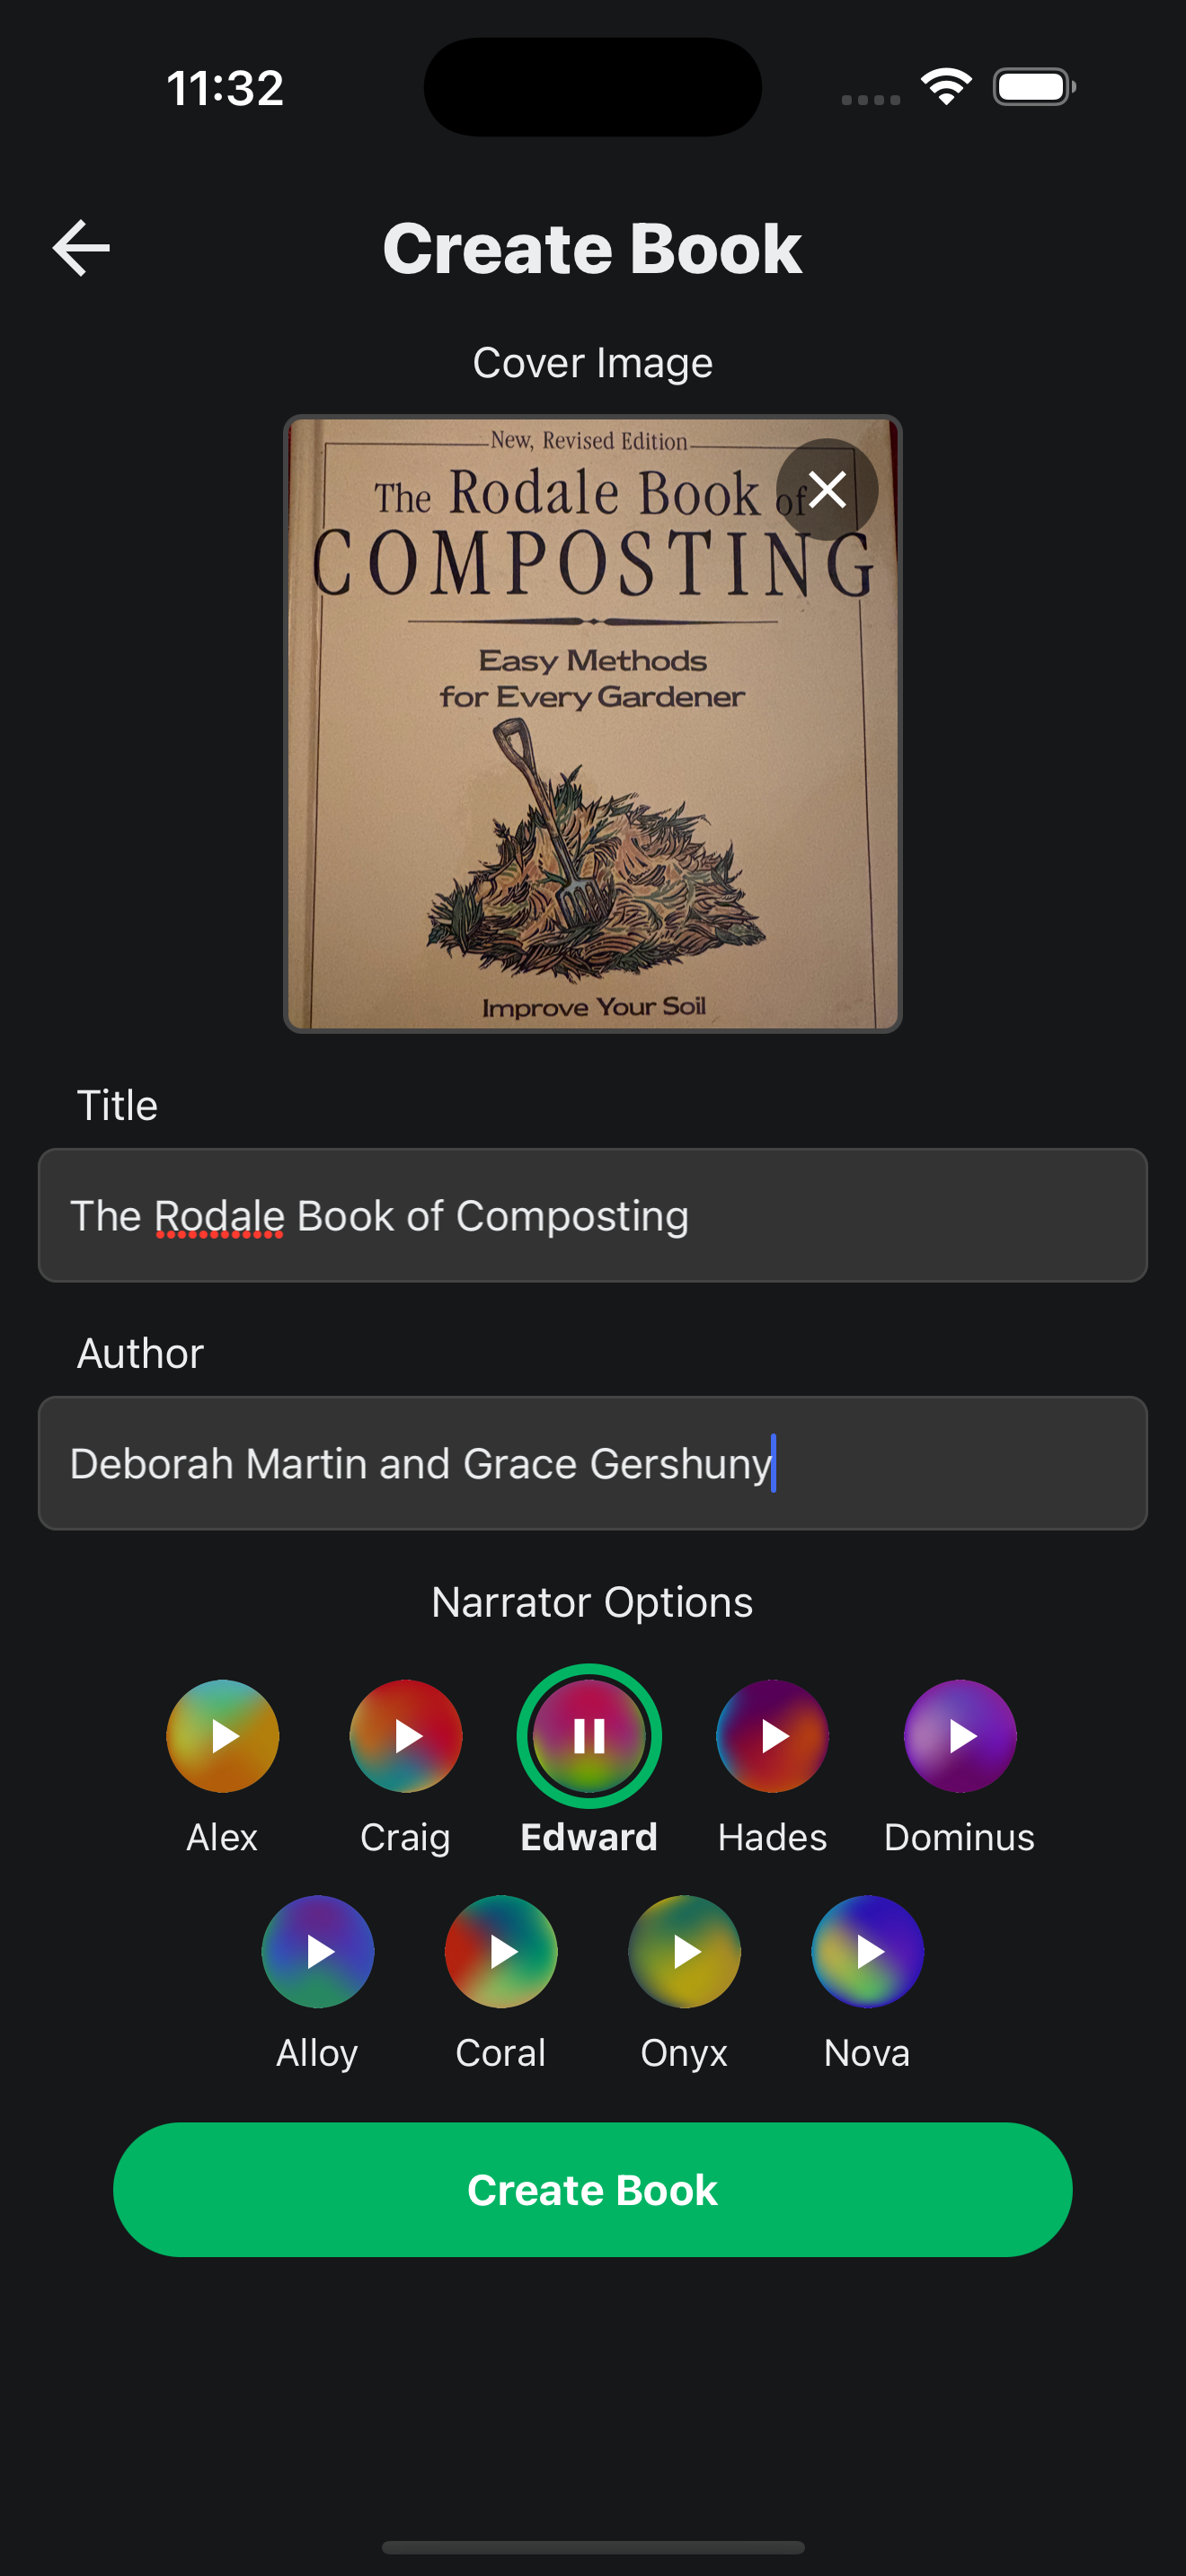 11:32
Create Book
Cover Image
New, Revised Edition
The Rodale Book of
COMPOSTING
Easy Methods
for Every Gardener
Improve Your Soil
Title
The Rodale Book of Composting
Author
Deborah Martin and Grace Gershuny
Narrator Options
Alex Craig Edward Hades Dominus
Alloy Coral Onyx Nova
Create Book